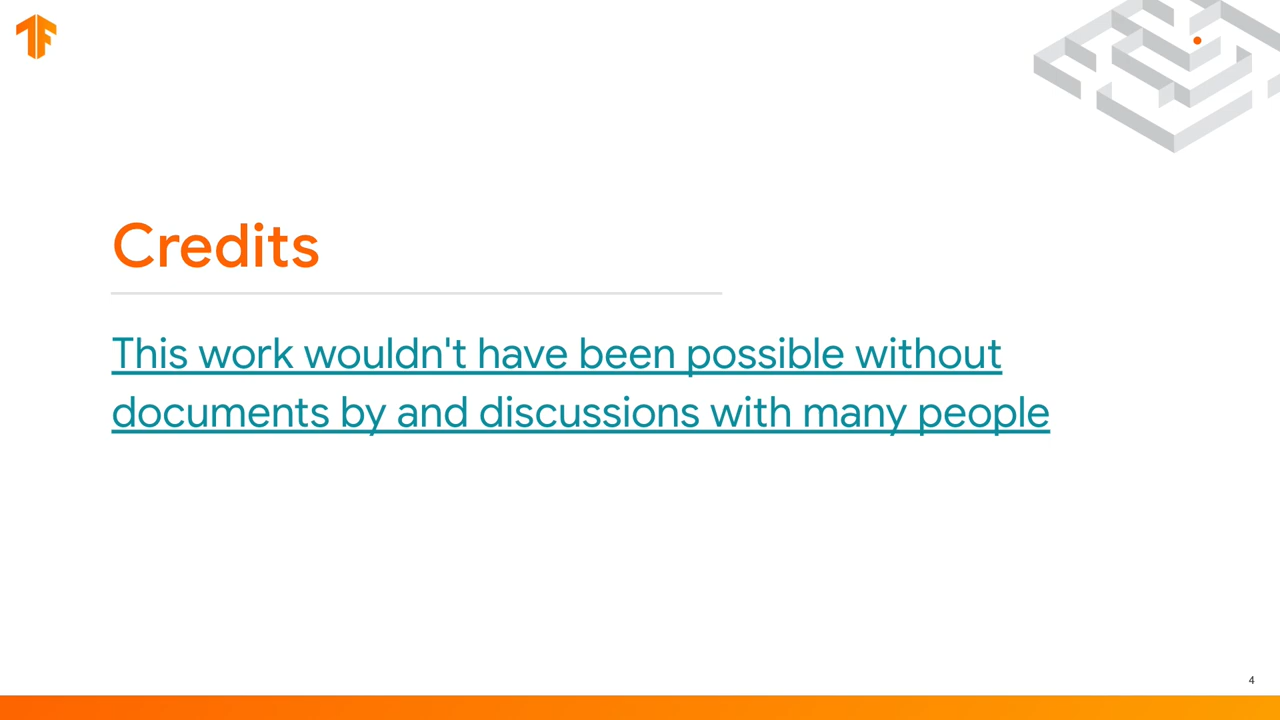 Credits
This work wouldn't have been possible without
documents by and discussions with many people
4